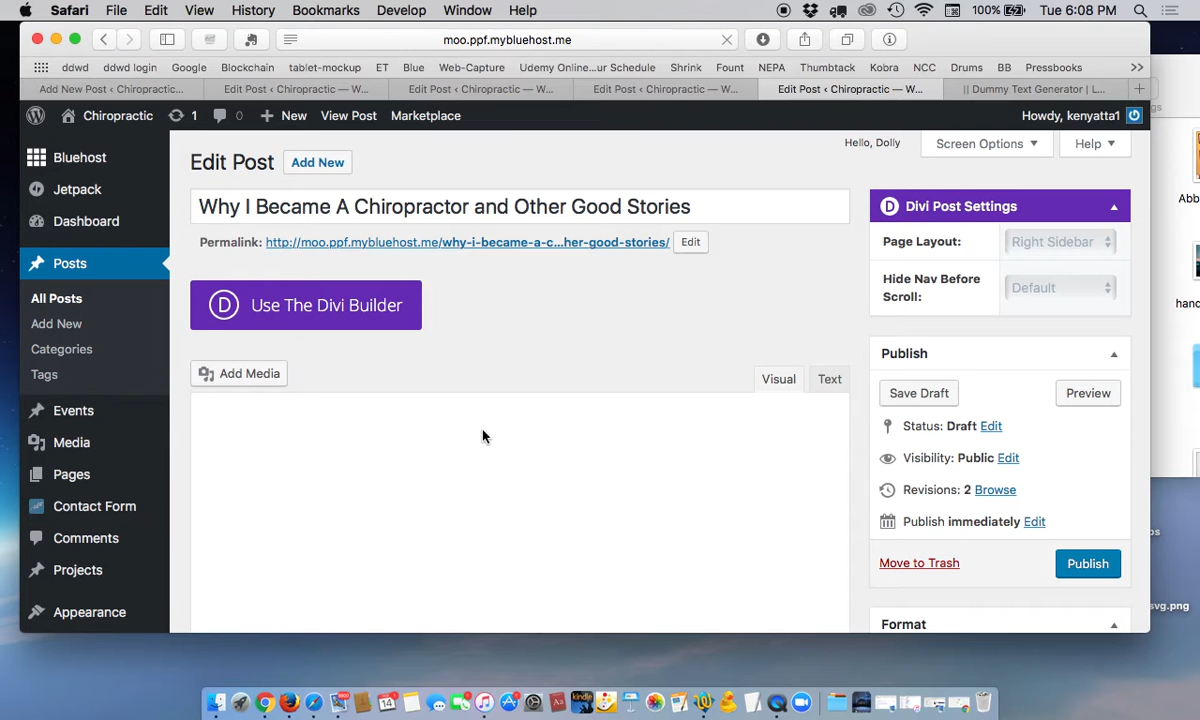 Safari File Edit View History Bookmarks Develop Window Help 100% Tue 6:08 PM
moo.ppf.mybluehost.me
ddwd ddwd login Google Blockchain tablet-mockup ET Blue Web-Capture Udemy Online...ur Schedule Shrink Fount NEPA Thumbtack Kobra NCC Drums BB Pressbooks
Add New Post ‹ Chiropractic... Edit Post ‹ Chiropractic — W... Edit Post ‹ Chiropractic — W... Edit Post ‹ Chiropractic — W... Edit Post ‹ Chiropractic — W... || Dummy Text Generator | L...
Chiropractic 1 0 New View Post Marketplace Howdy, kenyatta1
Hello, Dolly Screen Options Help
Edit Post Add New
Bluehost
Jetpack
Dashboard
Posts
All Posts
Add New
Categories
Tags
Events
Media
Pages
Contact Form
Comments
Projects
Appearance
Why I Became A Chiropractor and Other Good Stories
Permalink: http://moo.ppf.mybluehost.me/why-i-became-a-c...her-good-stories/ Edit
D Use The Divi Builder
Add Media
Visual Text
D Divi Post Settings
Page Layout: Right Sidebar
Hide Nav Before Scroll: Default
Publish
Save Draft Preview
Status: Draft Edit
Visibility: Public Edit
Revisions: 2 Browse
Publish immediately Edit
Move to Trash Publish
Format
Abb
hand
svg.png